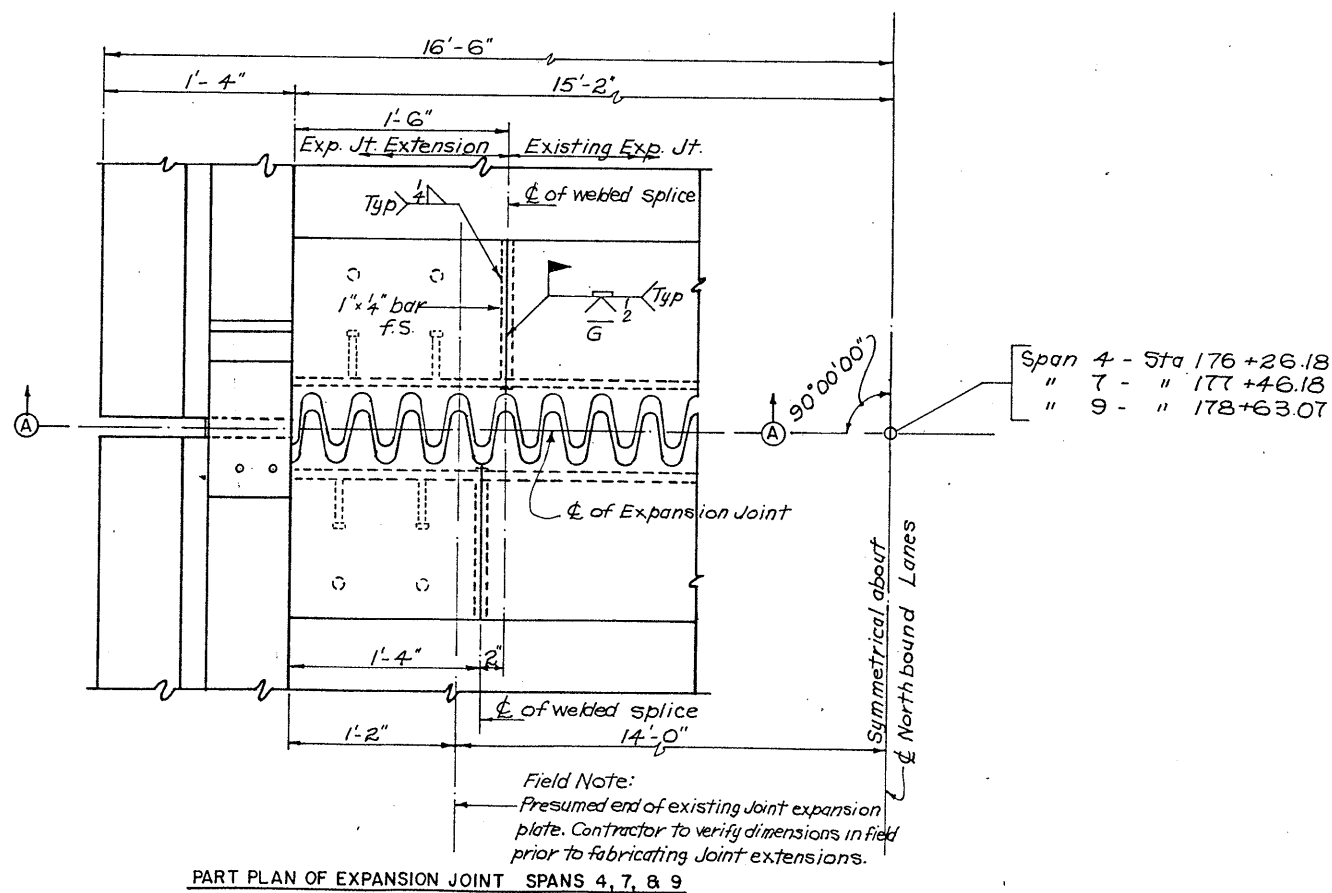 16'-6"
1'-4"
15'-2"
1'-6"
Exp. Jt. Extension
Existing Exp. Jt.
℄ of welded splice
Typ
1/4
1"x1/4" bar
f.S.
Typ
1/2
G
90°00'00"
Span 4 - Sta 176+26.18
" 7 - " 177+46.18
" 9 - " 178+63.07
A
A
℄ of Expansion Joint
Symmetrical about
℄ Northbound Lanes
1'-4"
2"
℄ of welded splice
1'-2"
14'-0"
Field Note:
Presumed end of existing Joint expansion
plate. Contractor to verify dimensions in field
prior to fabricating Joint extensions.
PART PLAN OF EXPANSION JOINT SPANS 4, 7, & 9